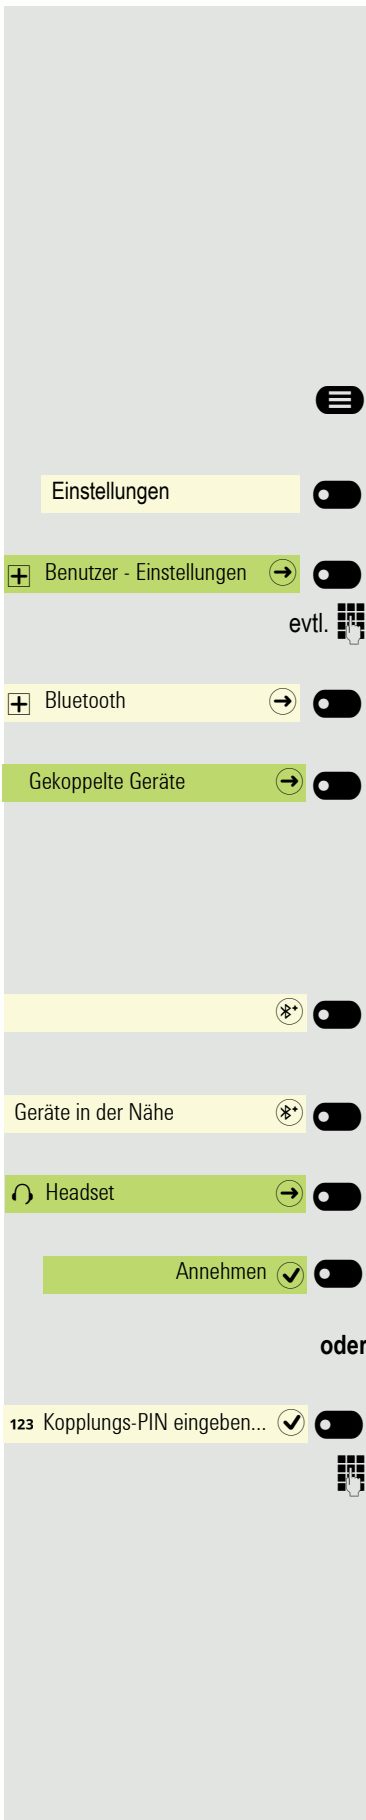 Einstellungen
Benutzer - Einstellungen
evtl.
Bluetooth
Gekoppelte Geräte
Geräte in der Nähe
Headset
Annehmen
oder
123 Kopplungs-PIN eingeben...